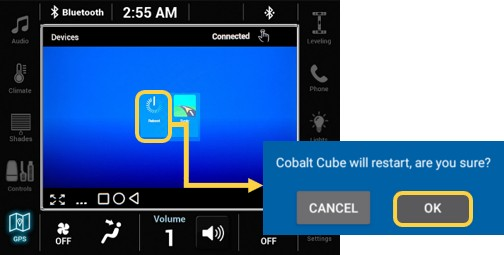 Bluetooth 2:55 AM
Audio
Devices
Connected
Leveling
Climate
Phone
Reboot
Shades
Lights
Controls
Cobalt Cube will restart, are you sure?
CANCEL
OK
...
GPS
OFF
Volume
1
OFF
Settings